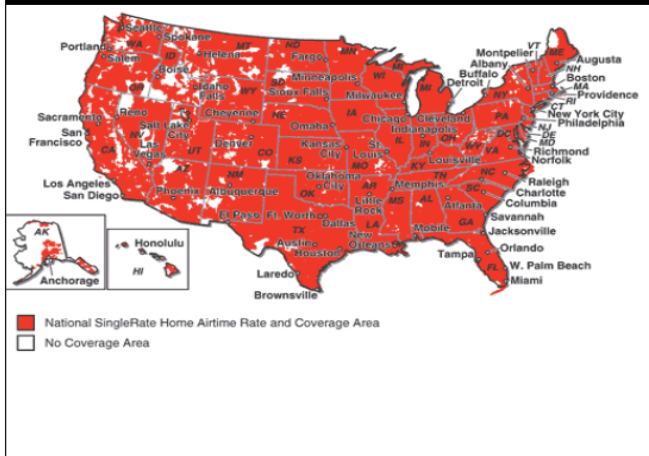 Seattle
Spokane
Portland
WA
MT
ND
MN
VT
ME
Salem
Helena
Fargo
Montpelier
Augusta
ID
Albany
NH
Boise
Minneapolis
WI
MI
Buffalo
Boston
OR
SD
Detroit
NY
MA
Idaho
Falls
WY
Sioux Falls
Milwaukee
MI
Providence
RI
Sacramento
Reno
Cheyenne
NE
IA
Chicago
Cleveland
PA
CT
New York City
San
Francisco
NV
Salt Lake
City
Omaha
Indianapolis
OH
NJ
Philadelphia
Las
Vegas
Denver
Kansas
City
St.
Louis
IL
IN
DC
DE
MD
CA
UT
CO
KS
MO
Louisville
WV
VA
Richmond
Norfolk
AZ
NM
Oklahoma
City
KY
TN
NC
Raleigh
Los Angeles
San Diego
Phoenix
Albuquerque
OK
AR
Memphis
SC
Charlotte
Columbia
Little
Rock
MS
AL
Atlanta
El Paso
Ft. Worth
Dallas
LA
GA
Savannah
AK
Honolulu
TX
New
Orleans
Mobile
Jacksonville
Austin
Houston
Orlando
HI
Tampa
FL
W. Palm Beach
Anchorage
Laredo
Miami
Brownsville
National SingleRate Home Airtime Rate and Coverage Area
No Coverage Area